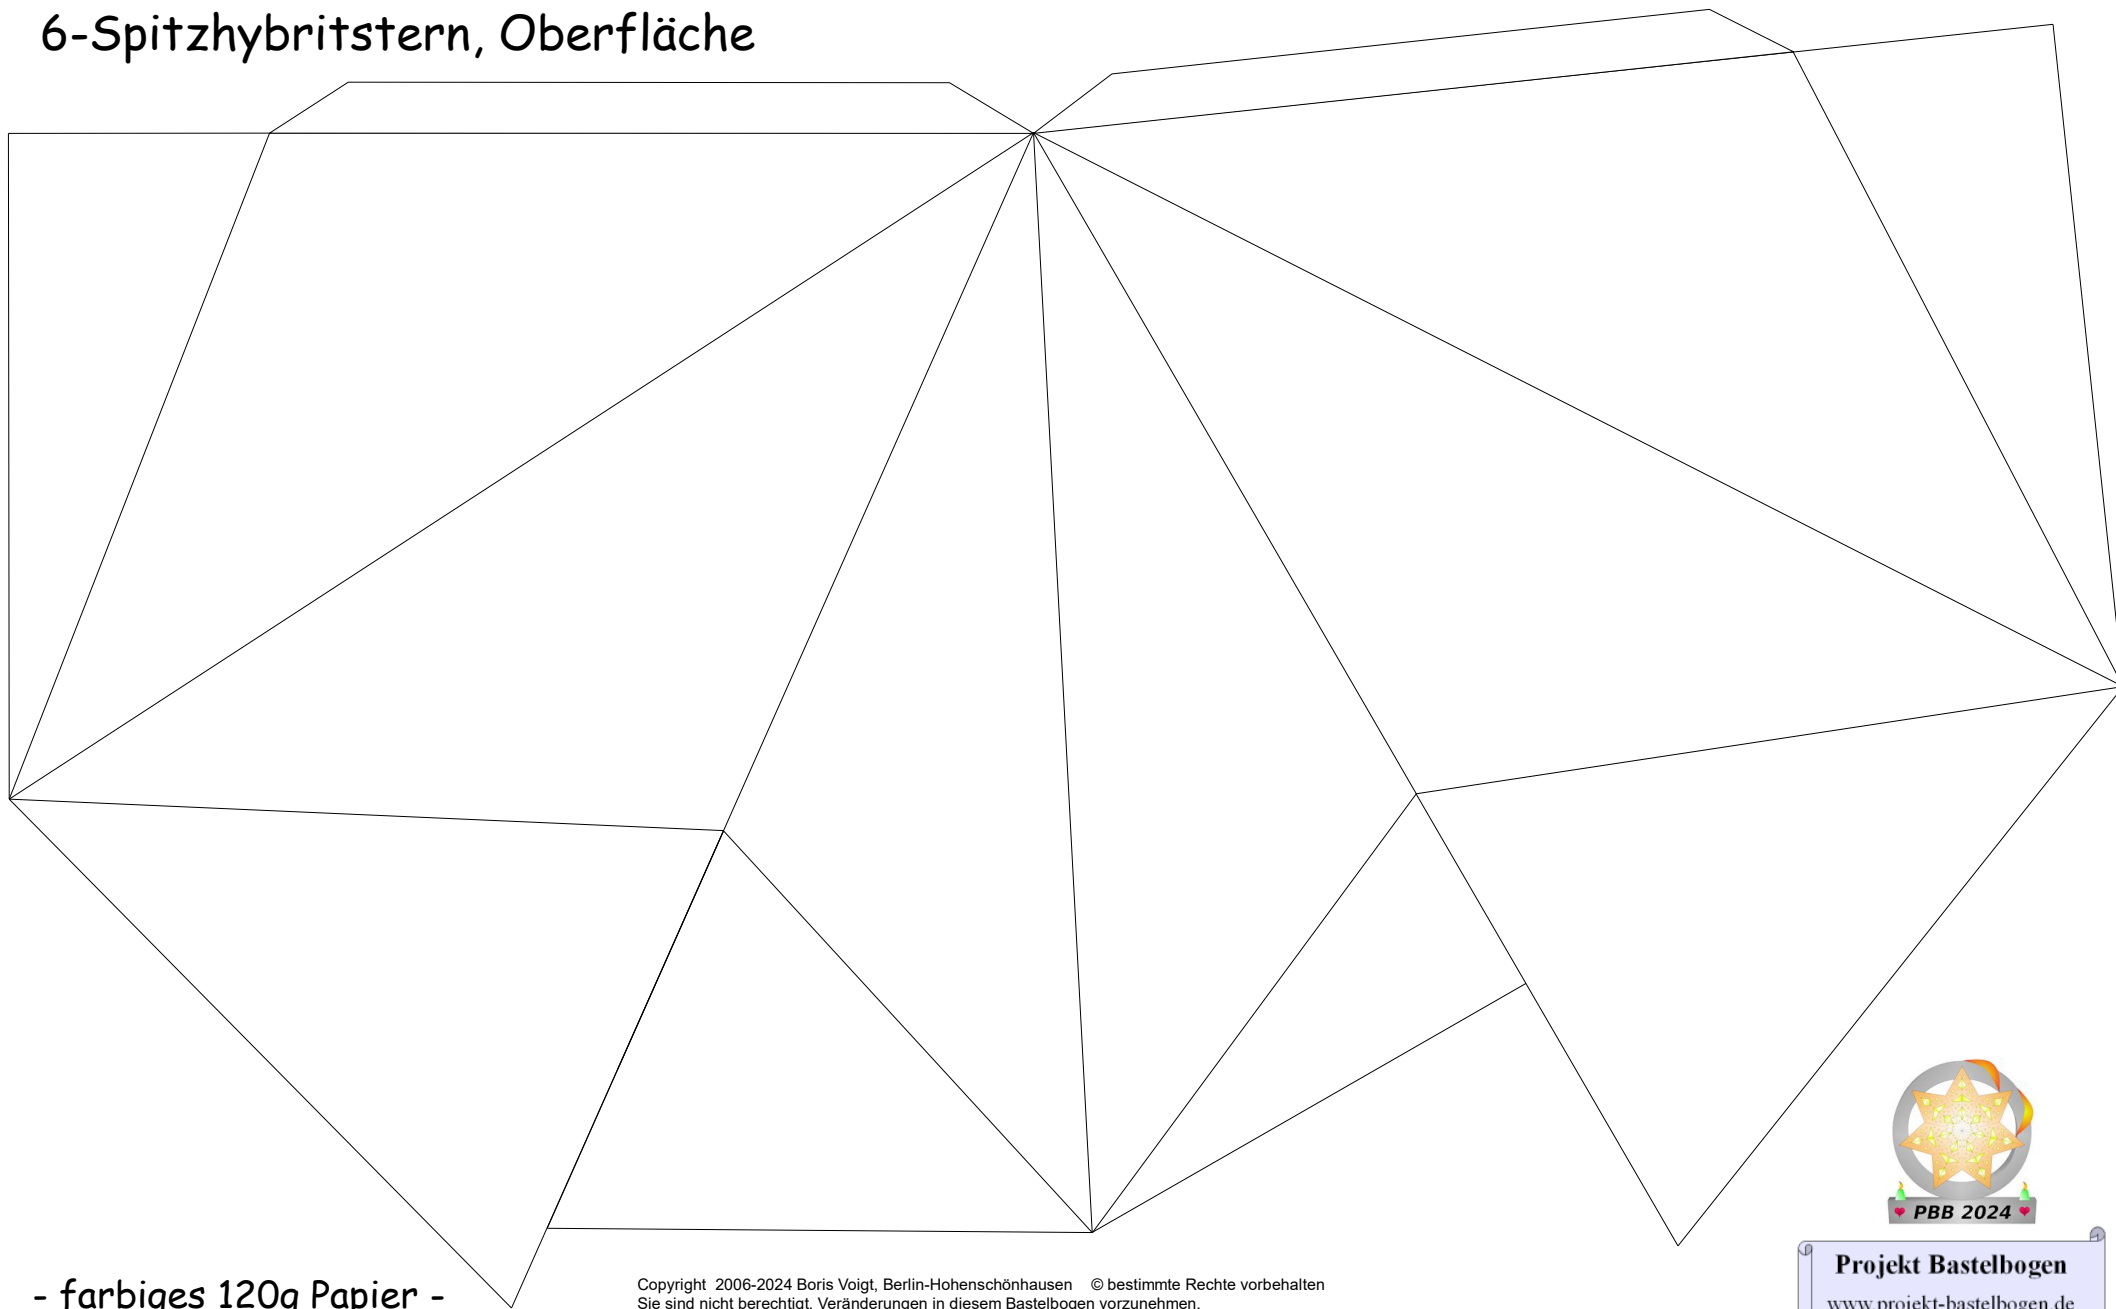 6-Spitzhybritstern, Oberfläche
PBB 2024
Projekt Bastelbogen
www.projekt-bastelbogen.de
- farbiges 120g Papier -
Copyright 2006-2024 Boris Voigt, Berlin-Hohenschönhausen © bestimmte Rechte vorbehalten
Sie sind nicht berechtigt, Veränderungen in diesem Bastelbogen vorzunehmen.